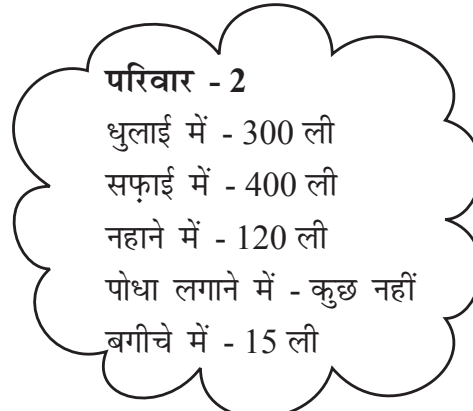 परिवार - 2
धुलाई में - 300 ली
सफ़ाई में - 400 ली
नहाने में - 120 ली
पोधा लगाने में - कुछ नहीं
बगीचे में - 15 ली